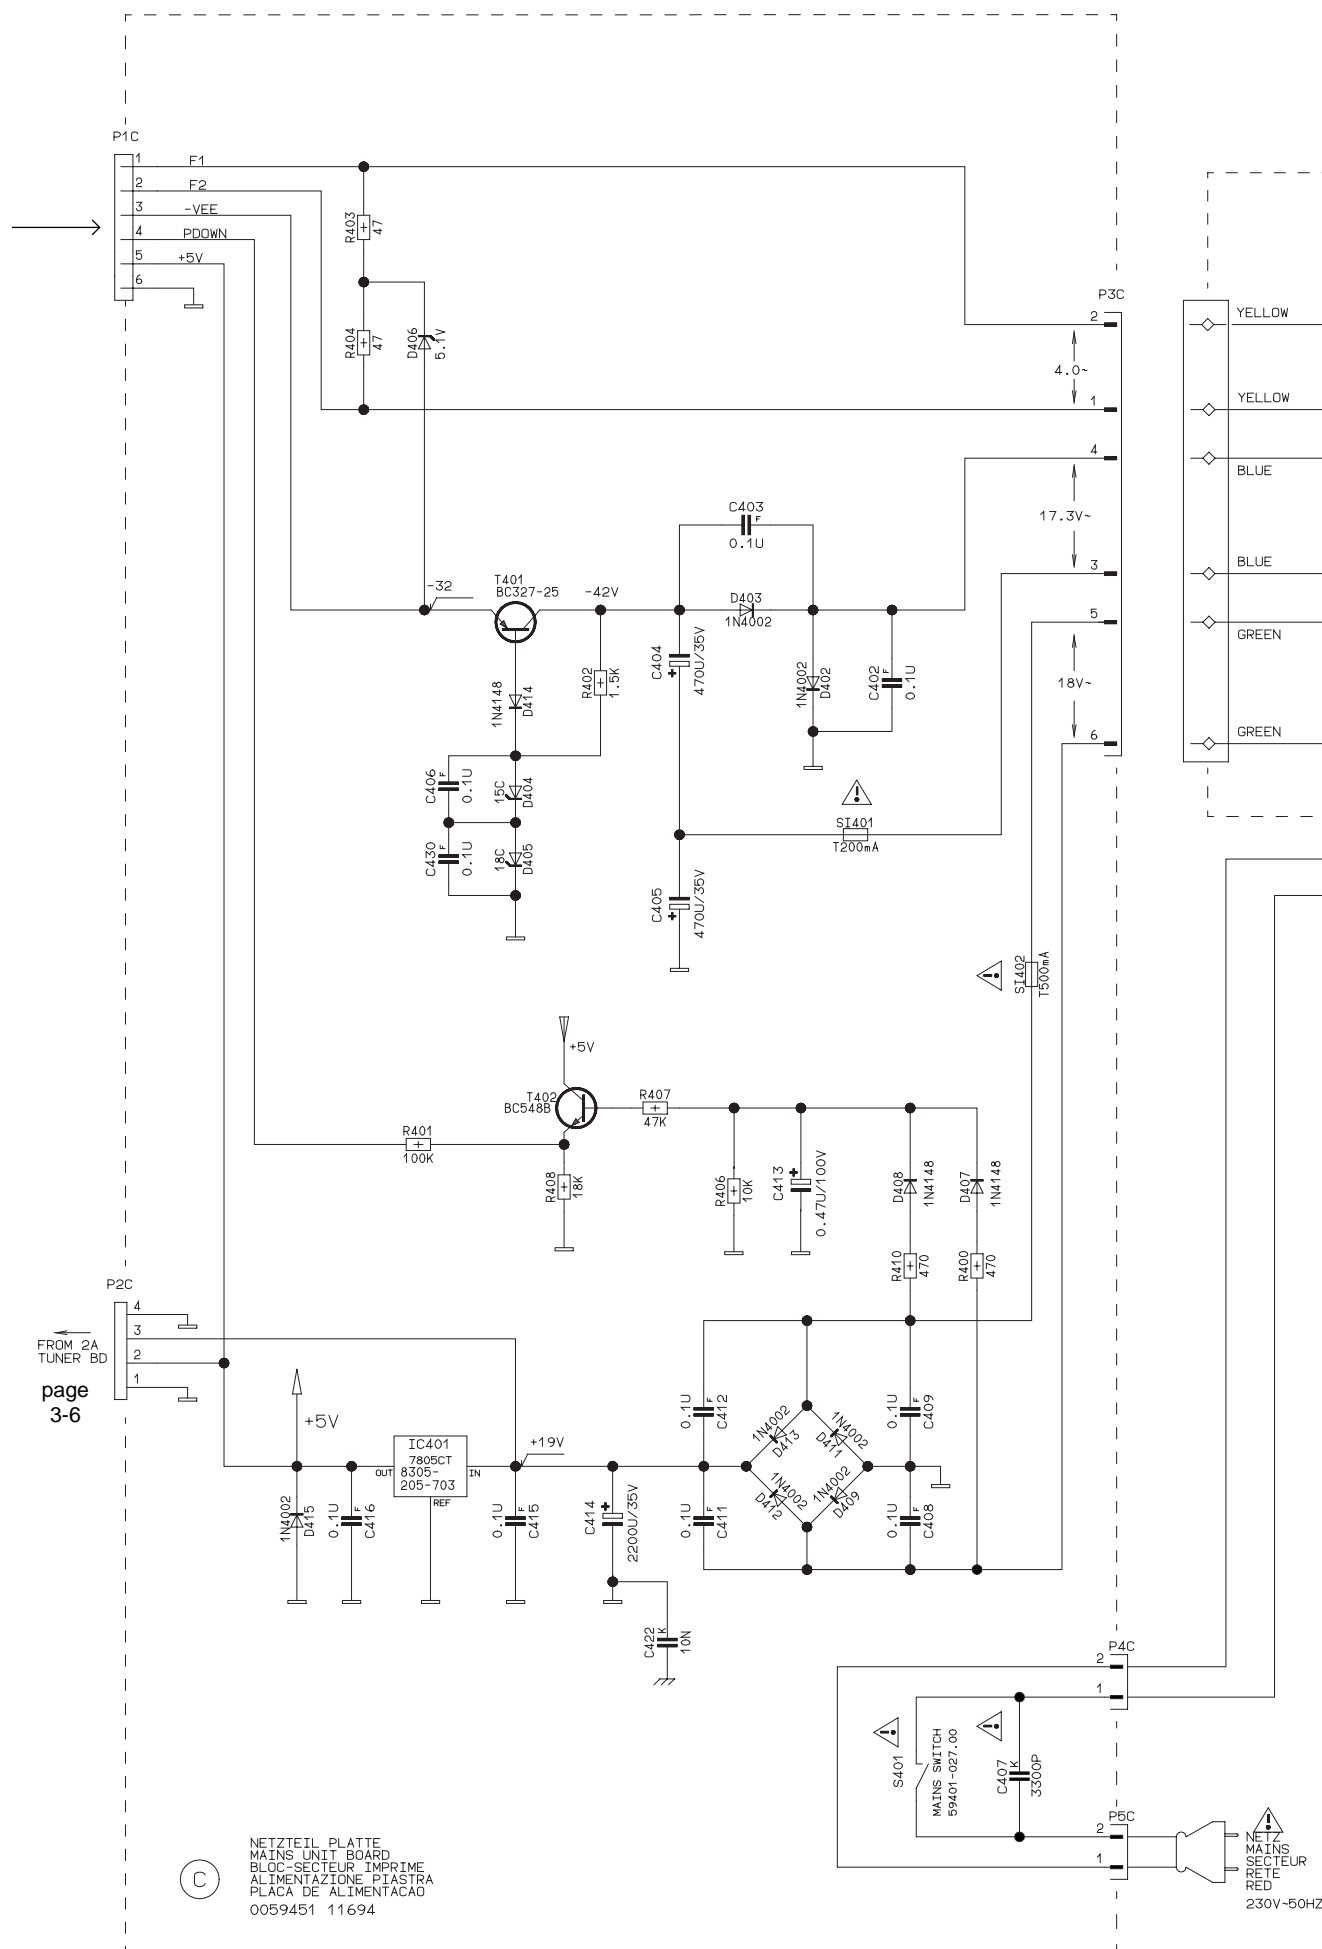 P1C
1 F1
2 F2
3 -VEE
4 PDOWN
5 +5V
6
R403
47
R404
47
D406
5.1V
P3C
2
4.0~
1
4
17.3V~
3
5
18V~
6
YELLOW
YELLOW
BLUE
BLUE
GREEN
GREEN
C403
F
0.1U
-32
T401
BC327-25
-42V
D403
1N4002
R402
1.5K
C404
+
470U/35V
1N4002
D402
C402
F
0.1U
1N4148
D414
C406
F
0.1U
15C
D404
C430
F
0.1U
18C
D405
!
SI401
T200mA
C405
+
470U/35V
!
SI402
T500mA
+5V
T402
BC548B
R407
47K
R401
100K
R408
18K
R406
10K
C413
+
0.47U/100V
D408
1N4148
D407
1N4148
R410
470
R400
470
P2C
4
3
2
1
FROM 2A
TUNER BD
page
3-6
+5V
IC401
7805CT
8305-
205-703
OUT
IN
REF
+19V
1N4002
D415
0.1U
F
C416
0.1U
F
C415
C414
+
2200U/35V
0.1U
F
C412
0.1U
F
C411
1N4002
D413
1N4002
D411
1N4002
D412
1N4002
D409
0.1U
F
C409
0.1U
F
C408
C422
K
10N
P4C
2
1
!
S401
MAINS SWITCH
59401-027.00
!
C407
K
3300P
P5C
2
1
!
NETZ
MAINS
SECTEUR
RETE
RED
230V~50HZ
C
NETZTEIL PLATTE
MAINS UNIT BOARD
BLOC-SECTEUR IMPRIME
ALIMENTAZIONE PIASTRA
PLACA DE ALIMENTACAO
0059451 11694